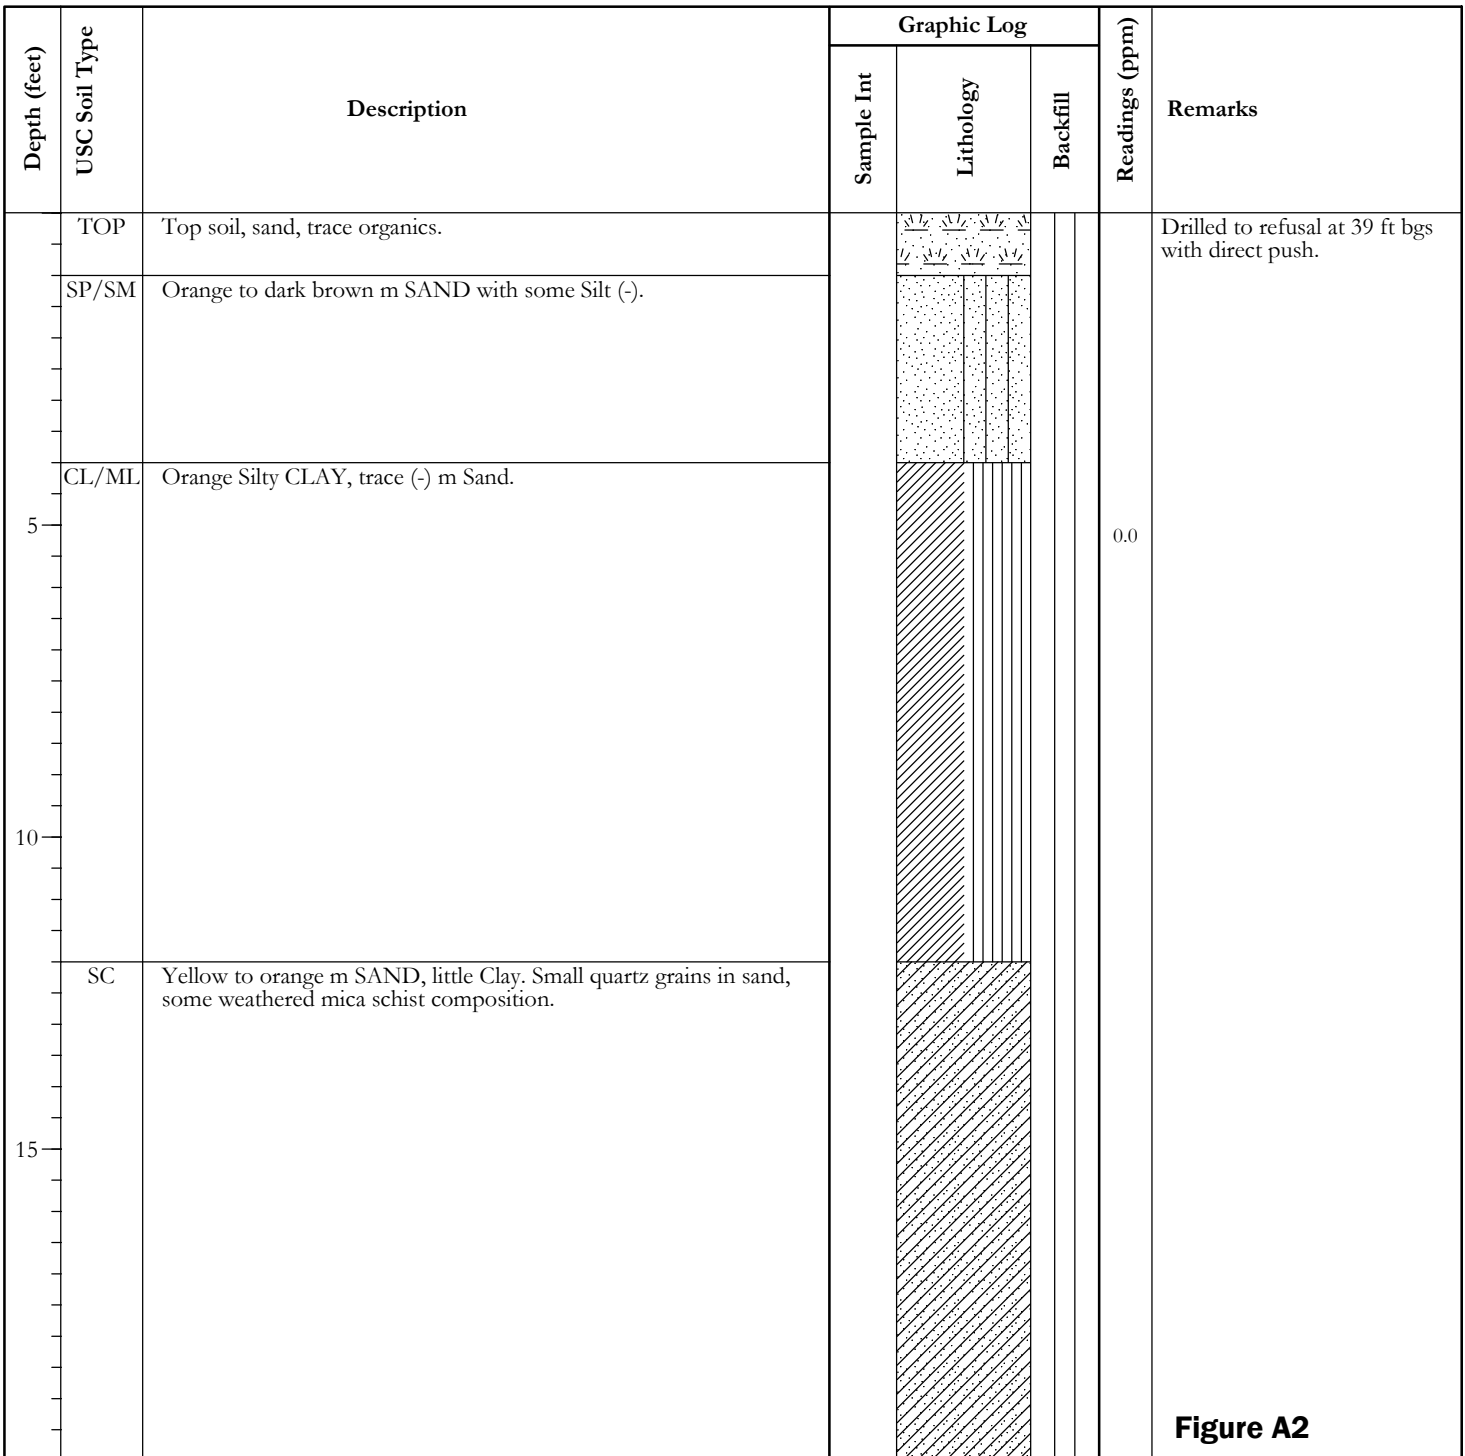 Depth (feet)
USC Soil Type
Description
Graphic Log
Sample Int
Lithology
Backfill
Readings (ppm)
Remarks
TOP
Top soil, sand, trace organics.
Drilled to refusal at 39 ft bgs
with direct push.
SP/SM
Orange to dark brown m SAND with some Silt (-).
CL/ML
Orange Silty CLAY, trace (-) m Sand.
5
0.0
10
SC
Yellow to orange m SAND, little Clay. Small quartz grains in sand,
some weathered mica schist composition.
15
Figure A2